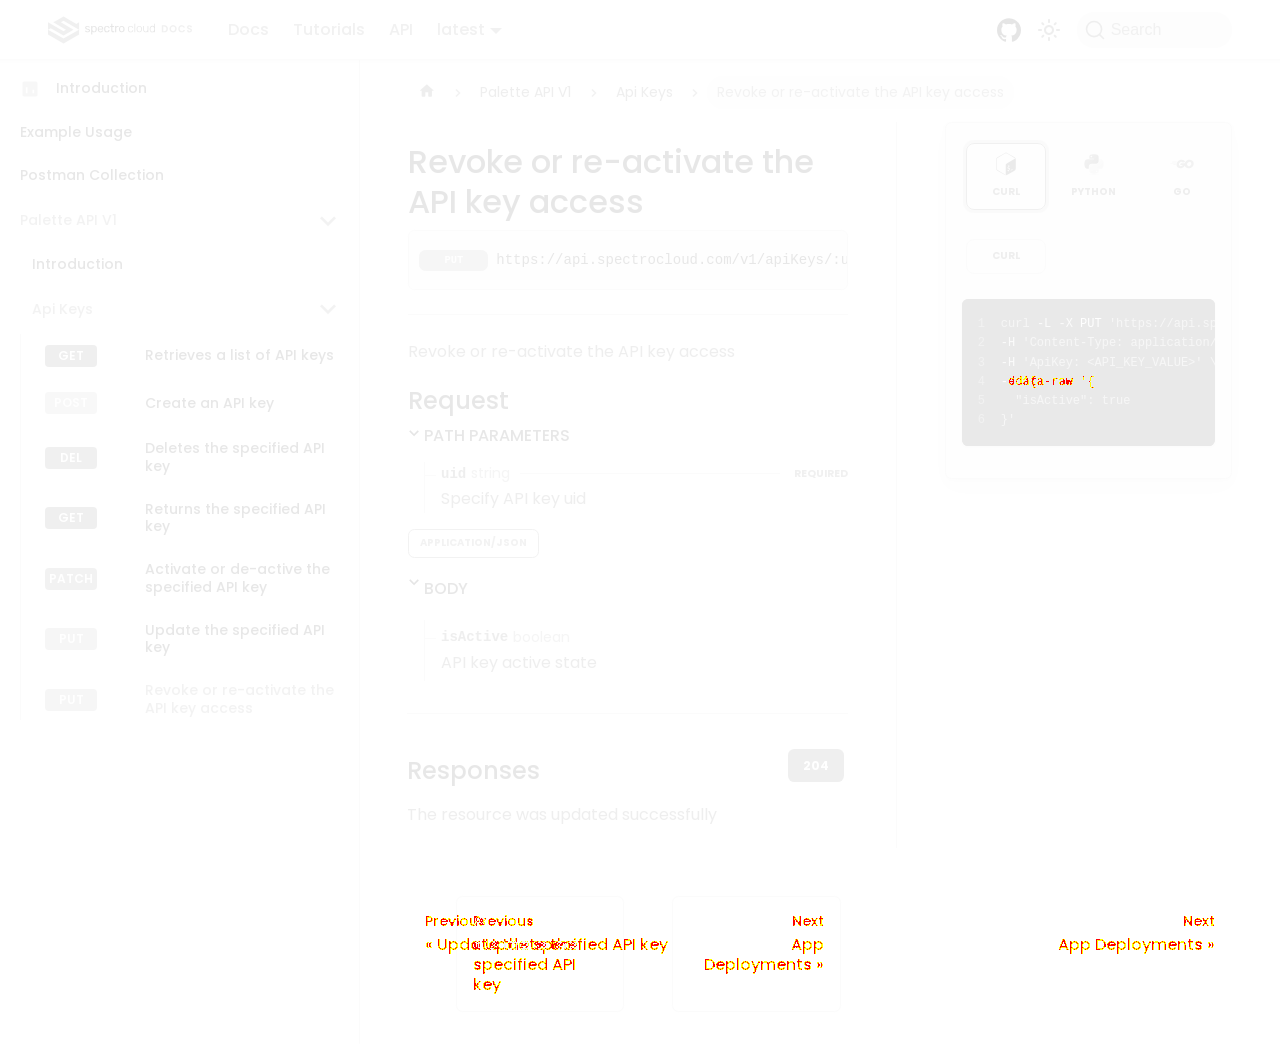 spectro cloud DOCS Docs Tutorials API latest Search
Introduction
Example Usage
Postman Collection
Palette API V1
Introduction
Api Keys
GET Retrieves a list of API keys
POST Create an API key
DEL Deletes the specified API key
GET Returns the specified API key
PATCH Activate or de-active the specified API key
PUT Update the specified API key
PUT Revoke or re-activate the API key access
Palette API V1 Api Keys Revoke or re-activate the API key access
Revoke or re-activate the
API key access
PUT https://api.spectrocloud.com/v1/apiKeys/:u
Revoke or re-activate the API key access
Request
PATH PARAMETERS
uid string REQUIRED
Specify API key uid
APPLICATION/JSON
BODY
isActive boolean
API key active state
Responses 204
The resource was updated successfully
CURL PYTHON GO
CURL
1 curl -L -X PUT 'https://api.sp
2 -H 'Content-Type: application/
3 -H 'ApiKey: <API_KEY_VALUE>' \
4 --data-raw '{
5 "isActive": true
6 }'
Previous Previous Next Next
« Update the specified API key App App Deployments »
specified API Deployments »
key